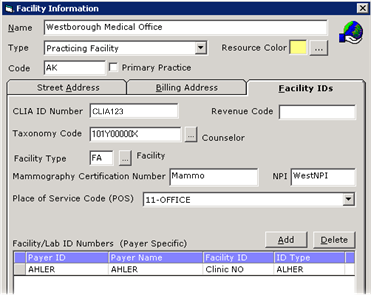 Facility Information
Name Westborough Medical Office
Type Practicing Facility Resource Color ...
Code AK Primary Practice
Street Address Billing Address Facility IDs
CLIA ID Number CLIA123 Revenue Code
Taxonomy Code 101Y00000X ... Counselor
Facility Type FA ... Facility
Mammography Certification Number Mammo NPI WestNPI
Place of Service Code (POS) 11-OFFICE
Facility/Lab ID Numbers (Payer Specific) Add Delete
Payer ID Payer Name Facility ID ID Type
AHLER AHLER Clinic NO ALHER